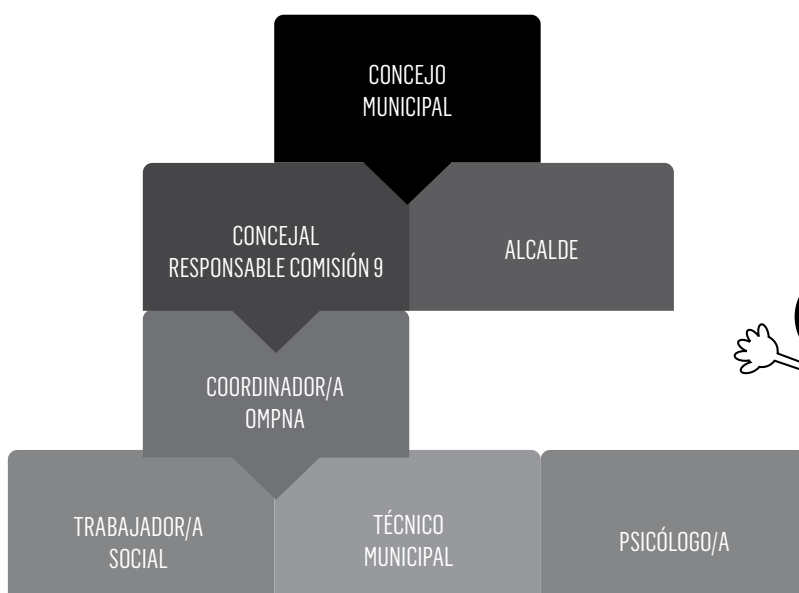 CONCEJO
MUNICIPAL
CONCEJAL
RESPONSABLE COMISIÓN 9
ALCALDE
COORDINADOR/A
OMPNA
TRABAJADOR/A
SOCIAL
TÉCNICO
MUNICIPAL
PSICÓLOGO/A